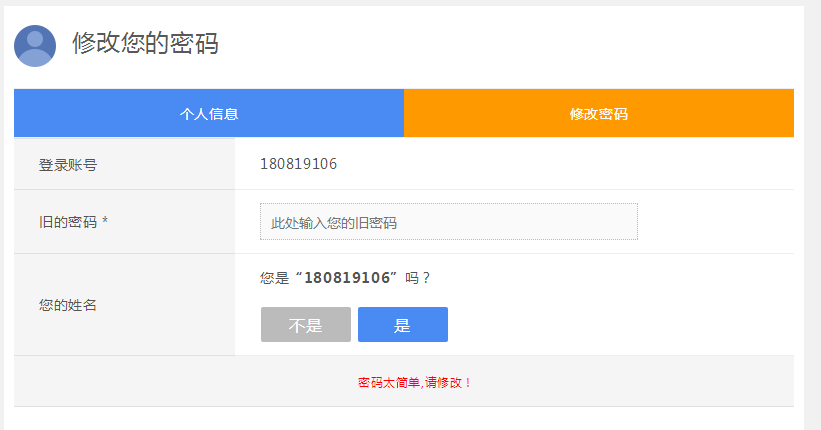 修改您的密码
个人信息
修改密码
登录账号
180819106
旧的密码 *
此处输入您的旧密码
您的姓名
您是“180819106”吗？
不是
是
密码太简单,请修改！